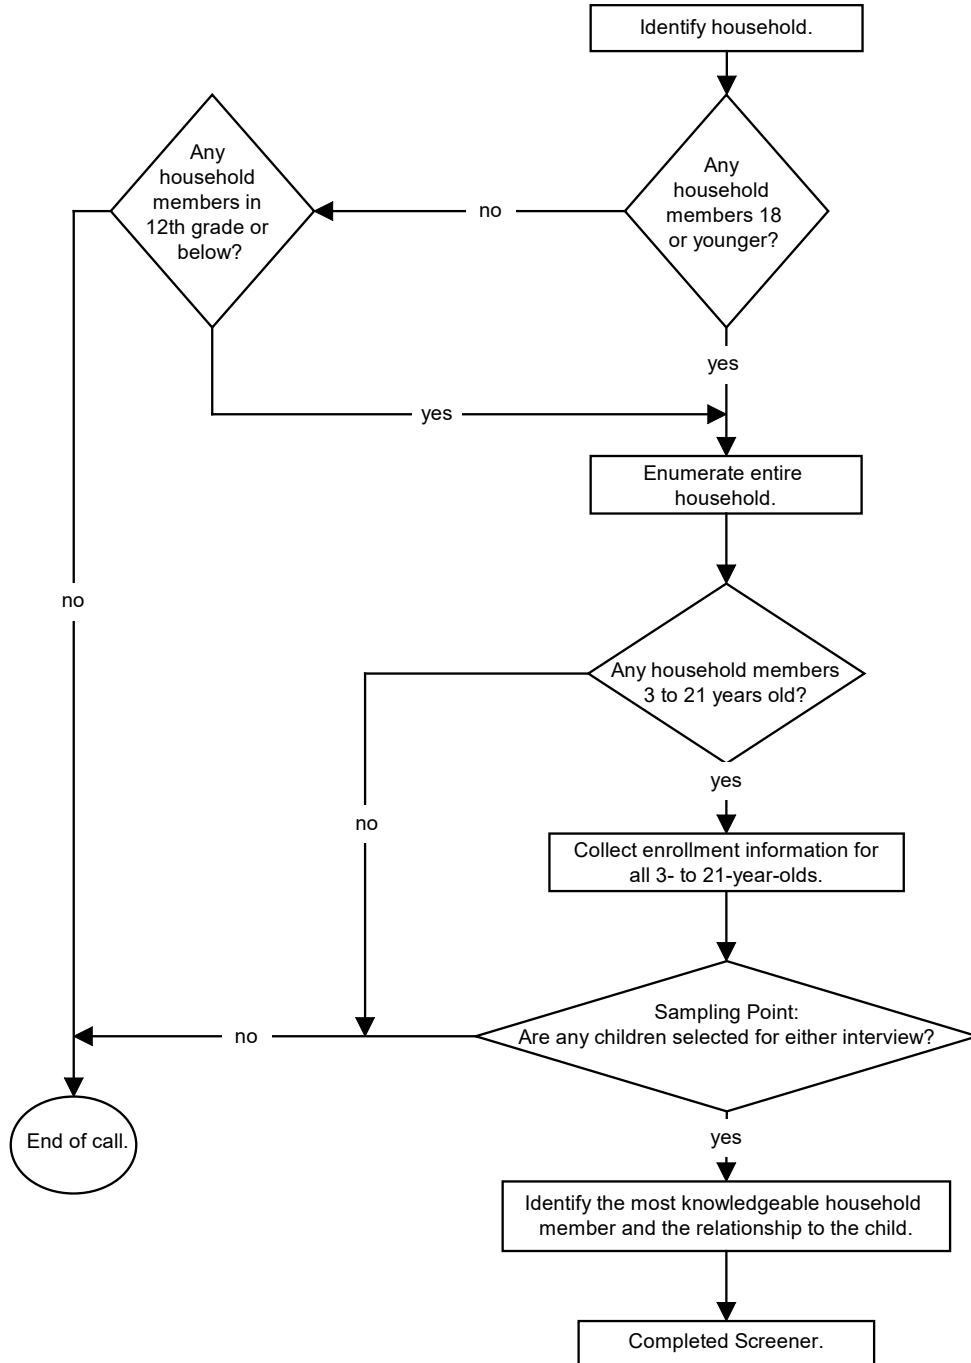 Identify household.
Any
household
members 18
or younger?
no
Any
household
members in
12th grade or
below?
yes
yes
Enumerate entire
household.
no
Any household members
3 to 21 years old?
yes
no
Collect enrollment information for
all 3- to 21-year-olds.
Sampling Point:
Are any children selected for either interview?
no
End of call.
yes
Identify the most knowledgeable household
member and the relationship to the child.
Completed Screener.